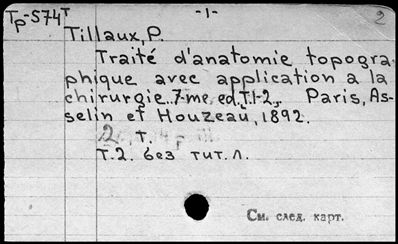 Tp-574т -1- 2
Tillaux, P.
Traité d'anatomie topogra-
phique avec application a la
chirurgie. 7-me. ed. T.1-2. Paris, As-
selin et Houzeau, 1892.
2 т.
Т.2. без тит. л.
См. след. карт.